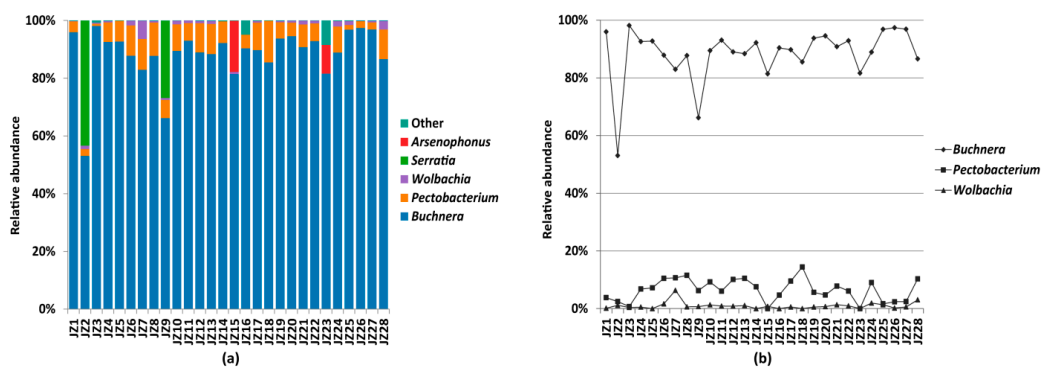 100%
80%
60%
40%
20%
0%
Relative abundance
Other
Arsenophonus
Serratia
Wolbachia
Pectobacterium
Buchnera
JZ1
JZ22
JZ3
JZ4
JZ5
JZ6
JZ7
JZ8
JZ9
JZ10
JZ11
JZ12
JZ13
JZ14
JZ15
JZ16
JZ17
JZ18
JZ19
JZ20
JZ21
JZ22
JZ23
JZ24
JZ25
JZ26
JZ27
JZ28
(a)
100%
80%
60%
40%
20%
0%
Relative abundance
Buchnera
Pectobacterium
Wolbachia
JZ1
JZ22
JZ3
JZ4
JZ5
JZ6
JZ7
JZ8
JZ9
JZ10
JZ11
JZ12
JZ13
JZ14
JZ15
JZ16
JZ17
JZ18
JZ19
JZ20
JZ21
JZ22
JZ23
JZ24
JZ25
JZ26
JZ27
JZ28
(b)